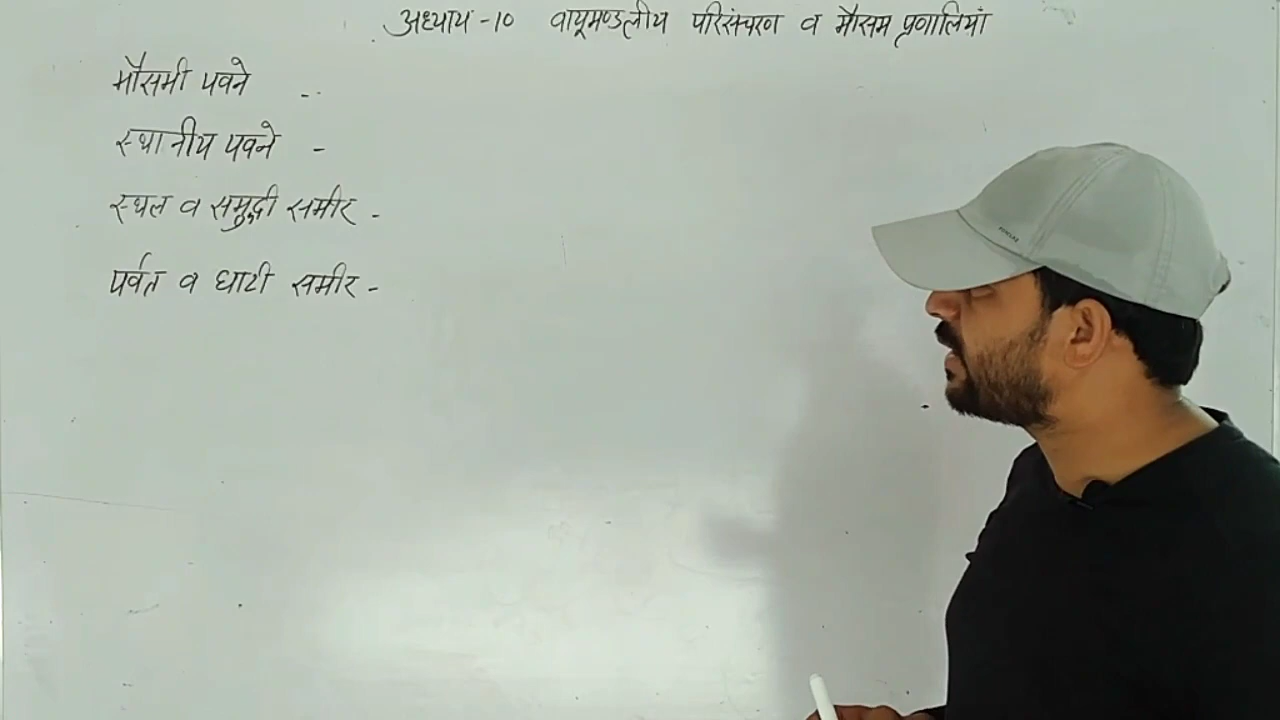 अध्याय -10 वायूमण्डलीय परिसंचरण व मौसम प्रणालियाँ
मौसमी पवने -
स्थानीय पवने -
स्थल व समुद्री समीर -
पर्वत व घाटी समीर -